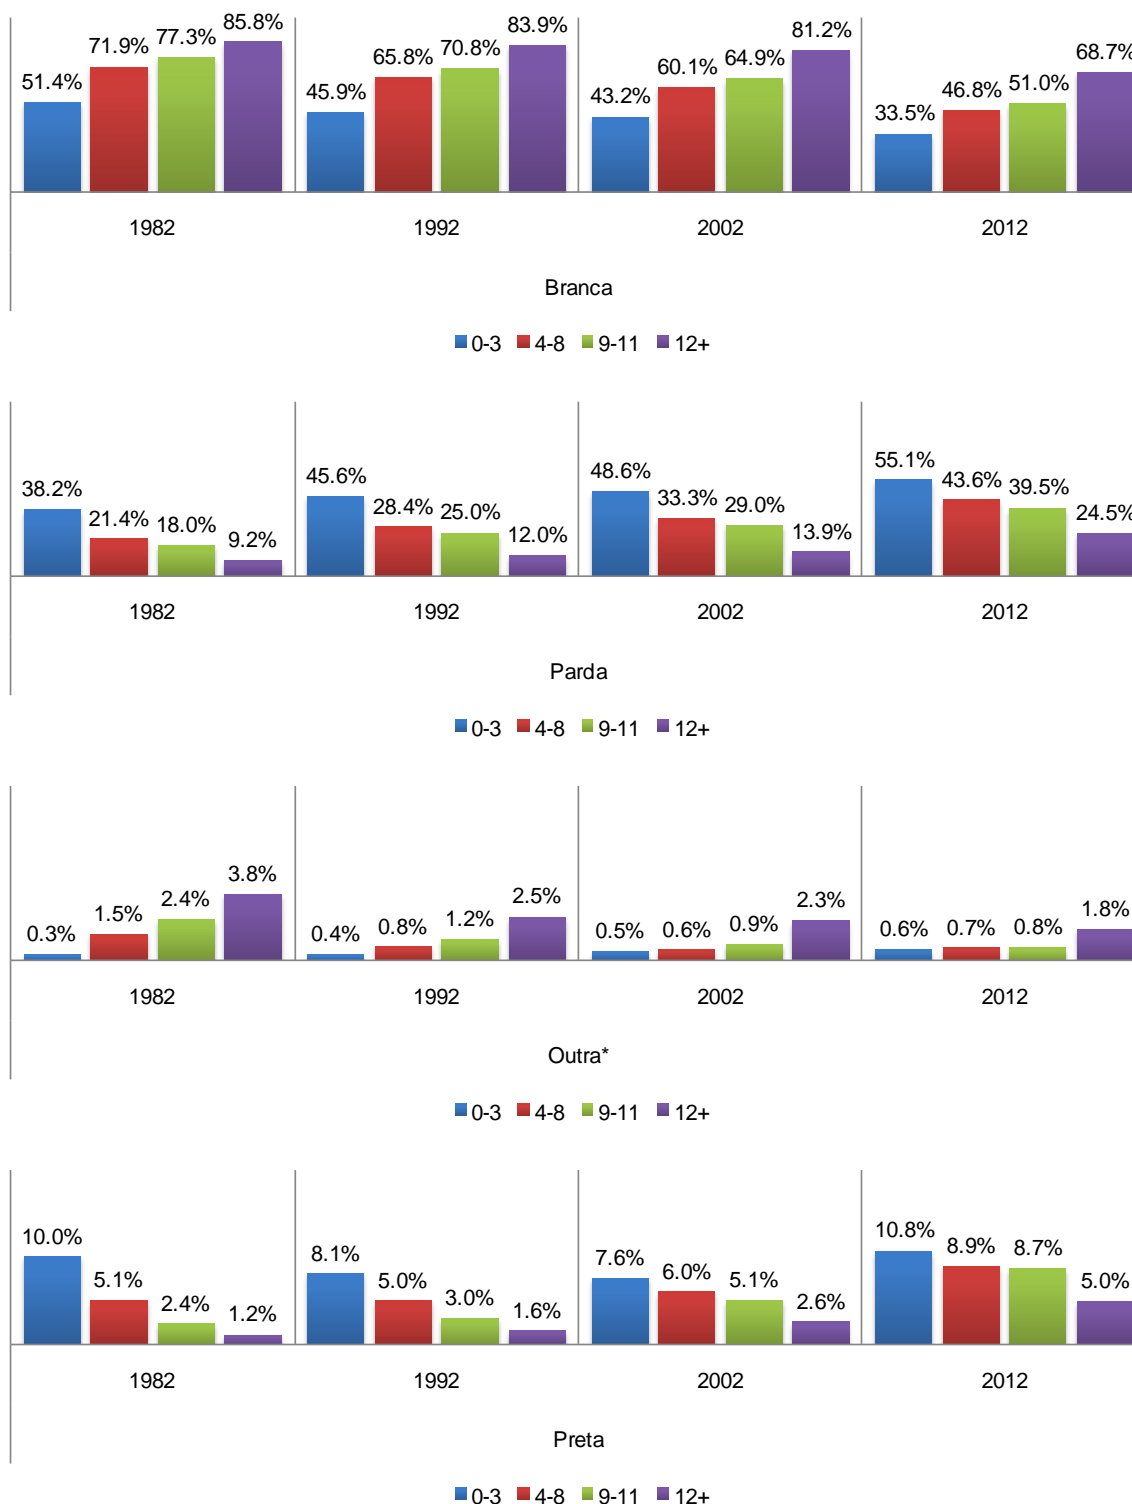 51.4% 71.9% 77.3% 85.8% 45.9% 65.8% 70.8% 83.9% 43.2% 60.1% 64.9% 81.2% 33.5% 46.8% 51.0% 68.7%
1982 1992 2002 2012
Branca
0-3 4-8 9-11 12+
38.2% 21.4% 18.0% 9.2% 45.6% 28.4% 25.0% 12.0% 48.6% 33.3% 29.0% 13.9% 55.1% 43.6% 39.5% 24.5%
1982 1992 2002 2012
Parda
0-3 4-8 9-11 12+
0.3% 1.5% 2.4% 3.8% 0.4% 0.8% 1.2% 2.5% 0.5% 0.6% 0.9% 2.3% 0.6% 0.7% 0.8% 1.8%
1982 1992 2002 2012
Outra*
0-3 4-8 9-11 12+
10.0% 5.1% 2.4% 1.2% 8.1% 5.0% 3.0% 1.6% 7.6% 6.0% 5.1% 2.6% 10.8% 8.9% 8.7% 5.0%
1982 1992 2002 2012
Preta
0-3 4-8 9-11 12+